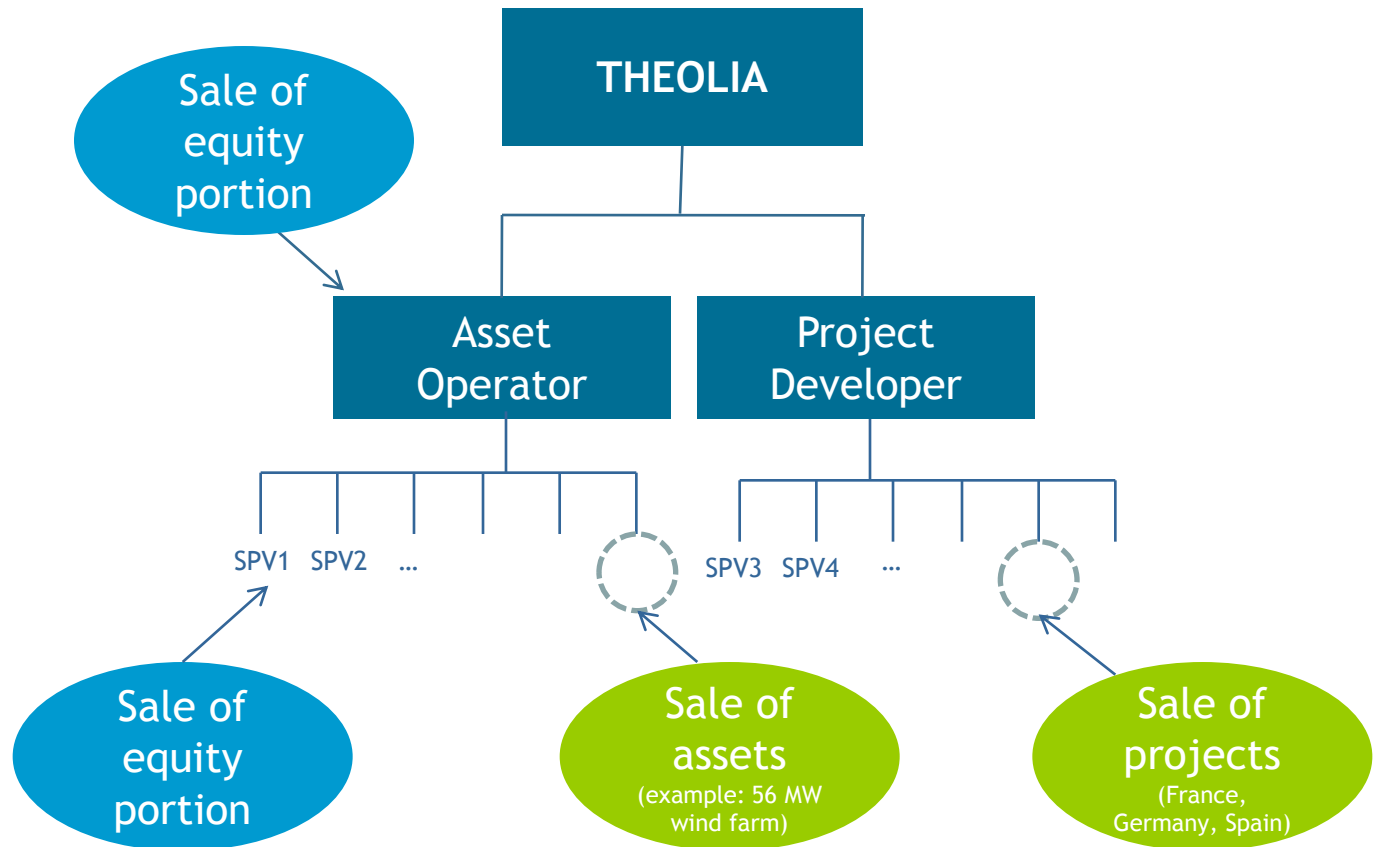 THEOLIA
Sale of
equity
portion
Asset
Operator
Project
Developer
SPV1 SPV2 ...
SPV3 SPV4 ...
Sale of
equity
portion
Sale of
assets
(example: 56 MW
wind farm)
Sale of
projects
(France,
Germany, Spain)